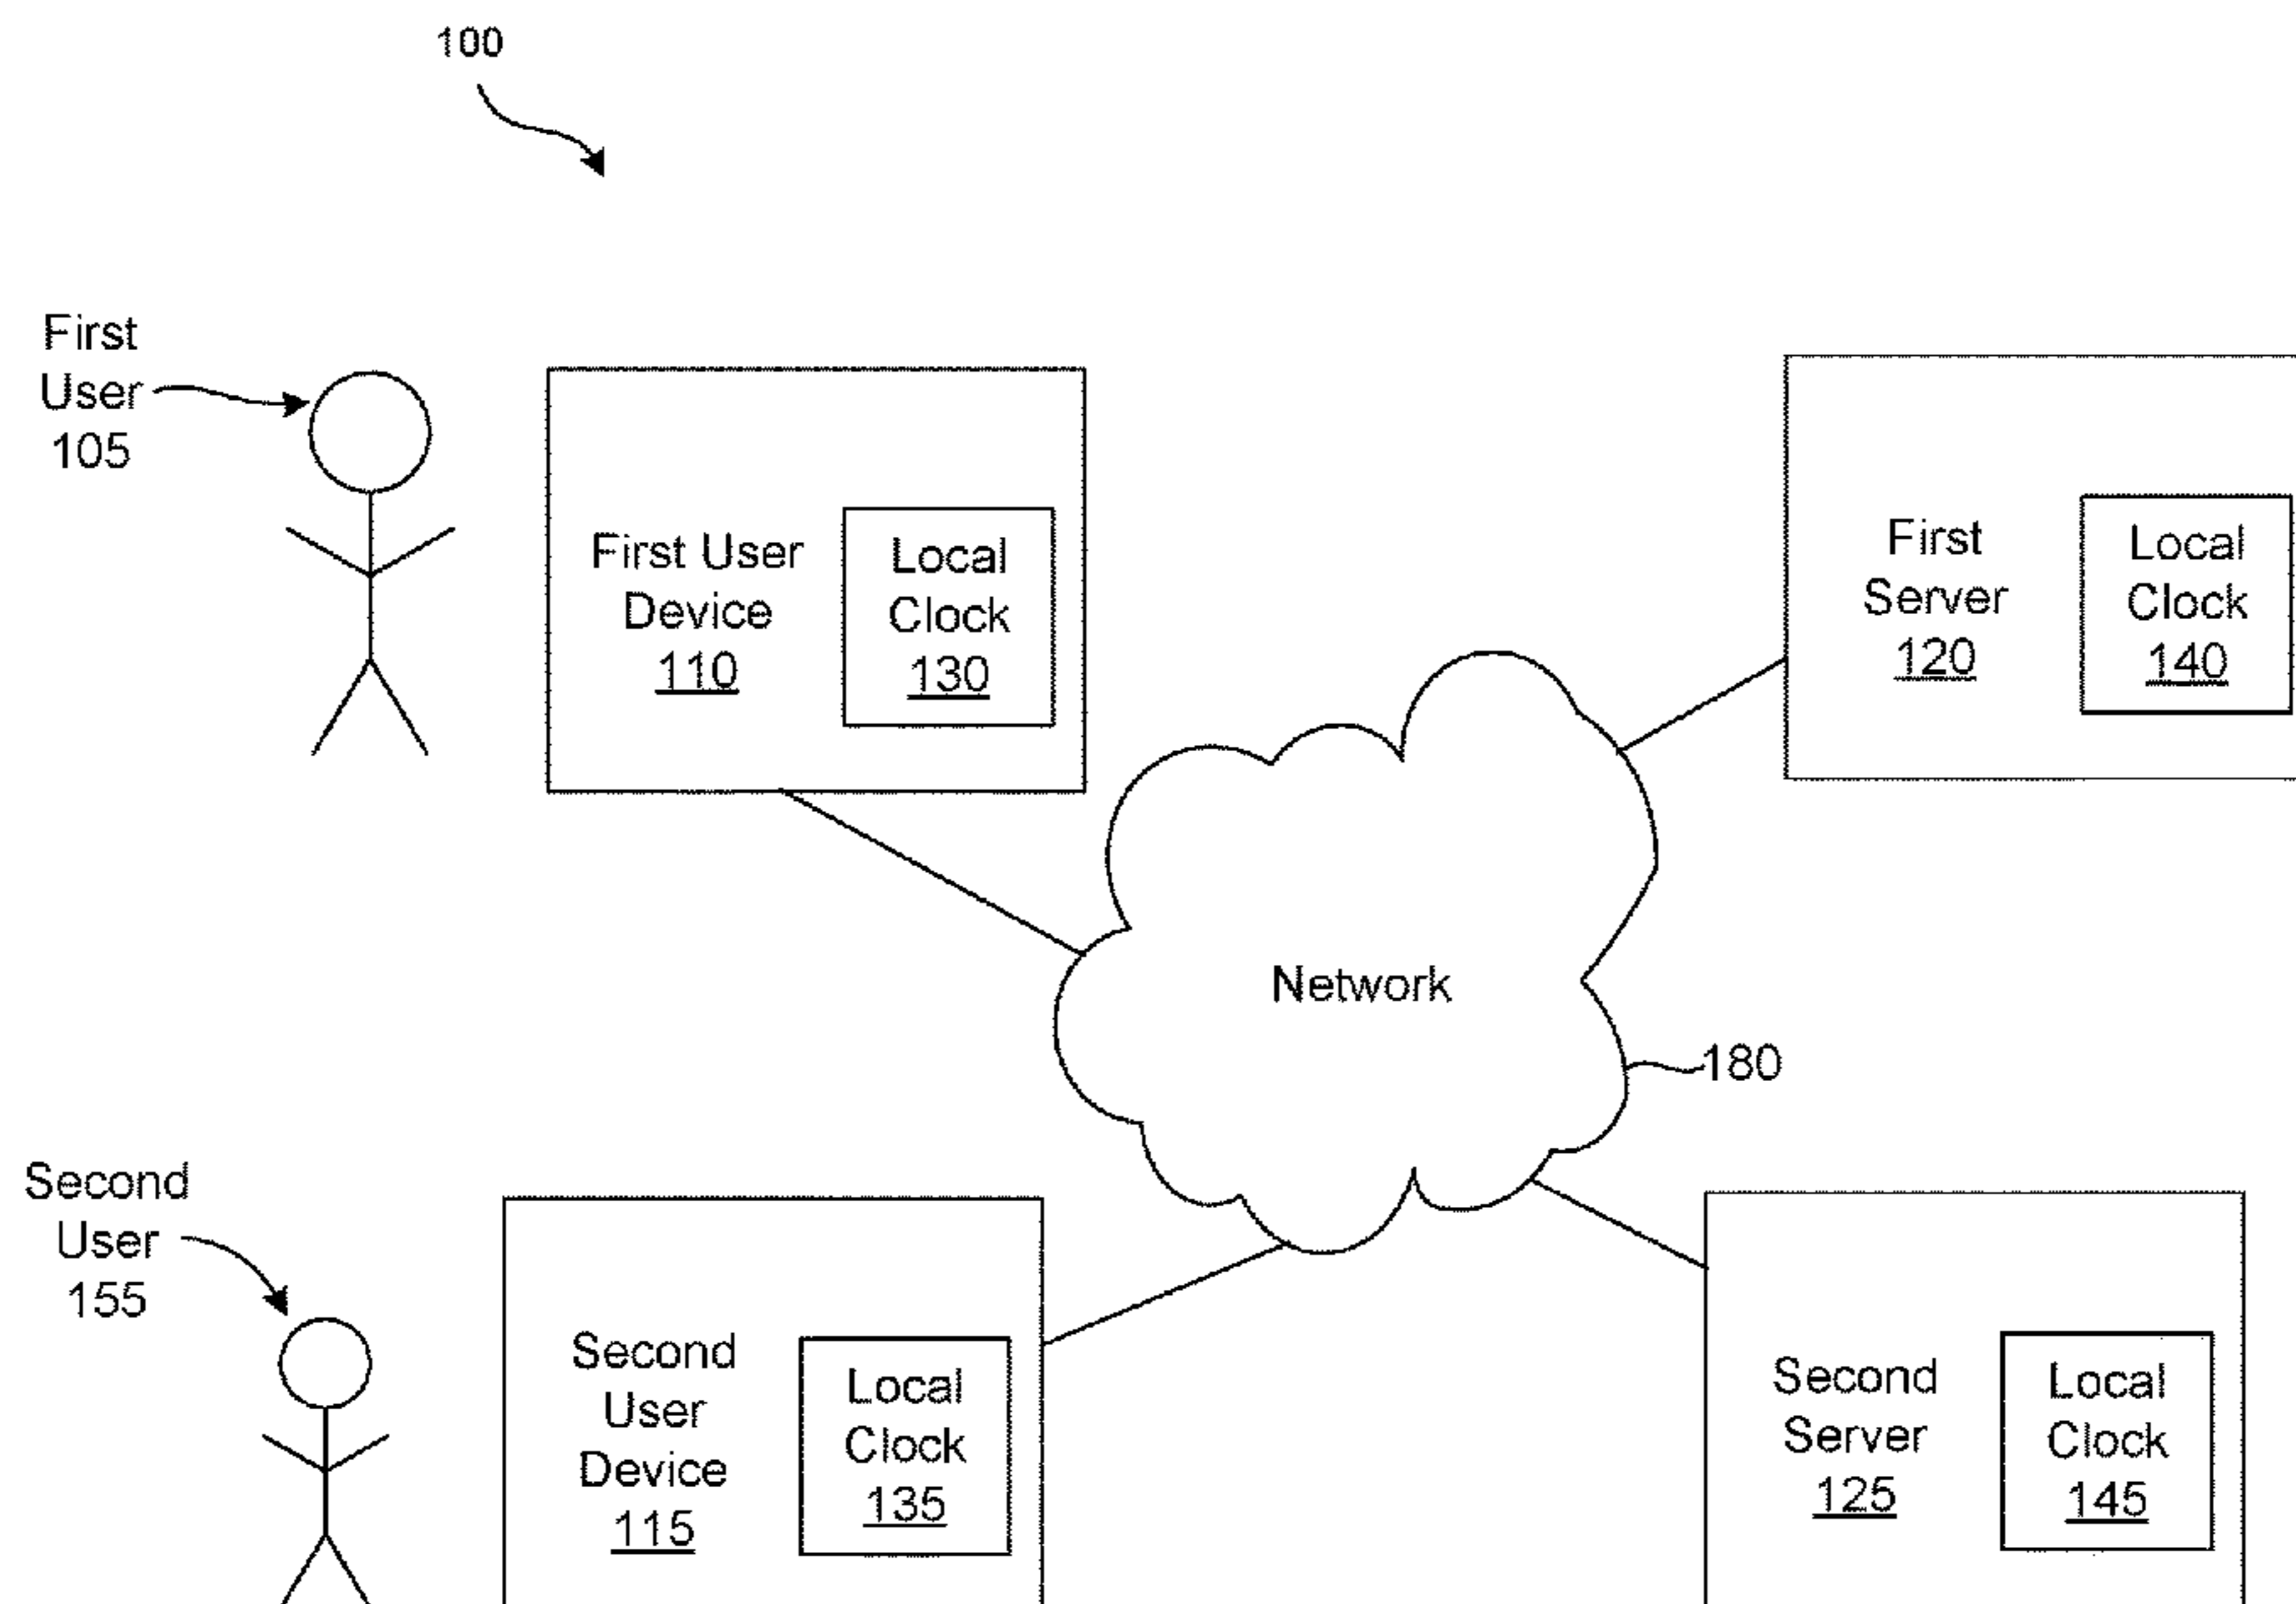 100
First
User
105
First User
Device
110
Local
Clock
130
First
Server
120
Local
Clock
140
Network
180
Second
User
155
Second
User
Device
115
Local
Clock
135
Second
Server
125
Local
Clock
145